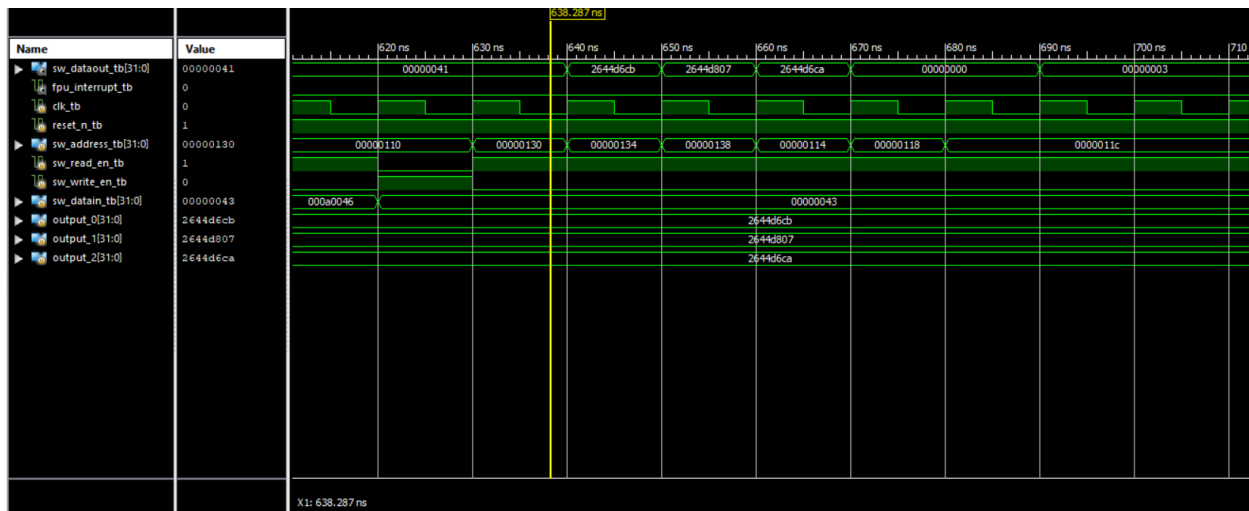 638.287 ns
Name Value
620 ns 630 ns 640 ns 650 ns 660 ns 670 ns 680 ns 690 ns 700 ns 710
sw_dataout_tb[31:0] 00000041 00000041 2644d6cb 2644d807 2644d6ca 00000000 00000003
fpu_interrupt_tb 0
clk_tb 0
reset_n_tb 1
sw_address_tb[31:0] 00000130 00000110 00000130 00000134 00000138 00000114 00000118 0000011c
sw_read_en_tb 1
sw_write_en_tb 0
sw_datain_tb[31:0] 00000043 000a0046 00000043
output_0[31:0] 2644d6cb 2644d6cb
output_1[31:0] 2644d807 2644d807
output_2[31:0] 2644d6ca 2644d6ca
X1: 638.287 ns